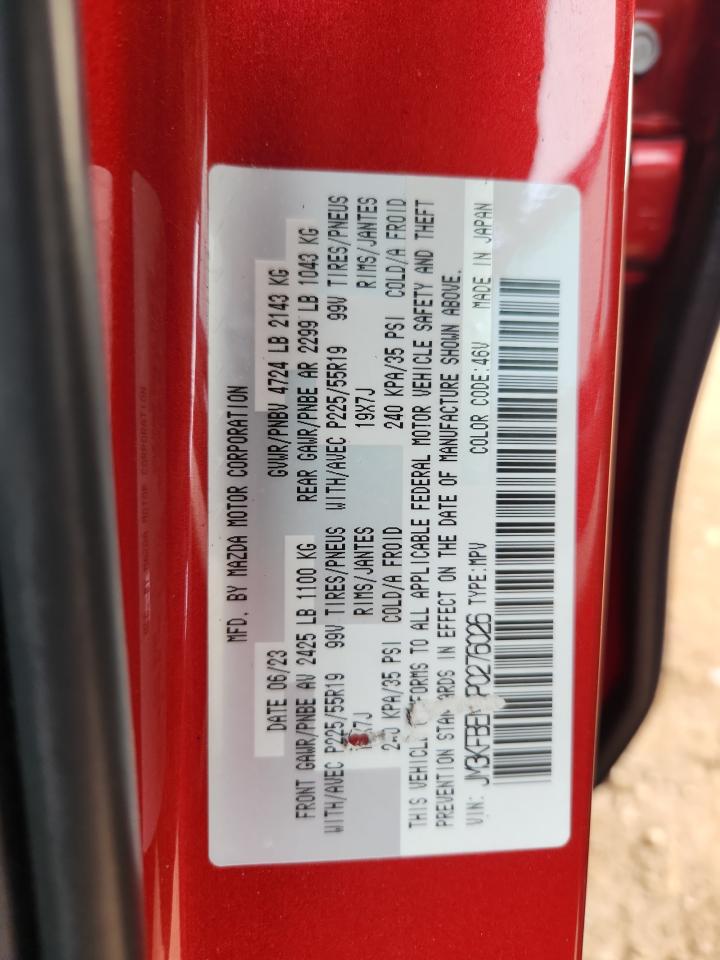 MFD. BY MAZDA MOTOR CORPORATION
DATE 06/23 GVWR/PNBV 4724 LB 2143 KG
FRONT GAWR/PNBE AV 2425 LB 1100 KG REAR GAWR/PNBE AR 2299 LB 1043 KG
WITH/AVEC P225/55R19 99V TIRES/PNEUS WITH/AVEC P225/55R19 99V TIRES/PNEUS
RIMS/JANTES 19X7J RIMS/JANTES
KPA/35 PSI COLD/A FROID 240 KPA/35 PSI COLD/A FROID
THIS TO ALL APPLICABLE FEDERAL MOTOR VEHICLE SAFETY AND THEFT
PREVENTION IN EFFECT ON THE DATE OF MANUFACTURE SHOWN ABOVE.
VIN: TYPE:MPV COLOR CODE:46V MADE IN JAPAN